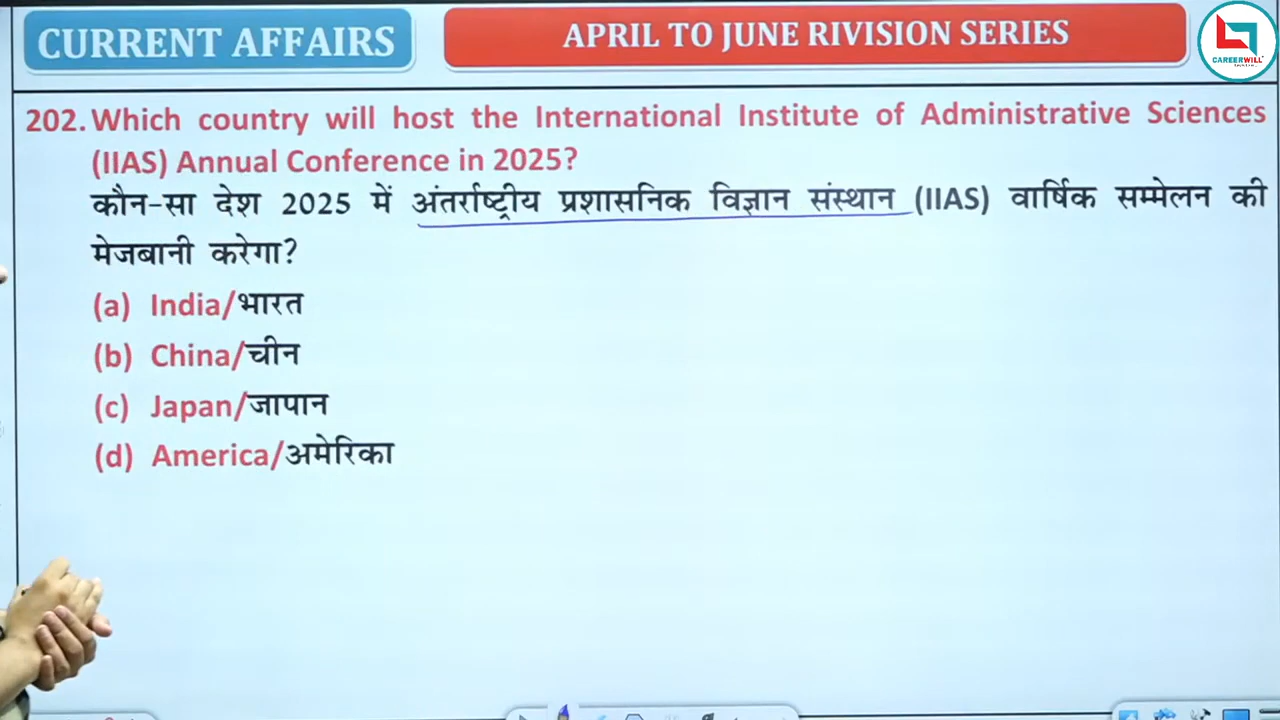 CURRENT AFFAIRS
APRIL TO JUNE RIVISION SERIES
CAREERWILL
202. Which country will host the International Institute of Administrative Sciences
(IIAS) Annual Conference in 2025?
कौन-सा देश 2025 में अंतर्राष्ट्रीय प्रशासनिक विज्ञान संस्थान (IIAS) वार्षिक सम्मेलन की
मेजबानी करेगा?
(a) India/भारत
(b) China/चीन
(c) Japan/जापान
(d) America/अमेरिका